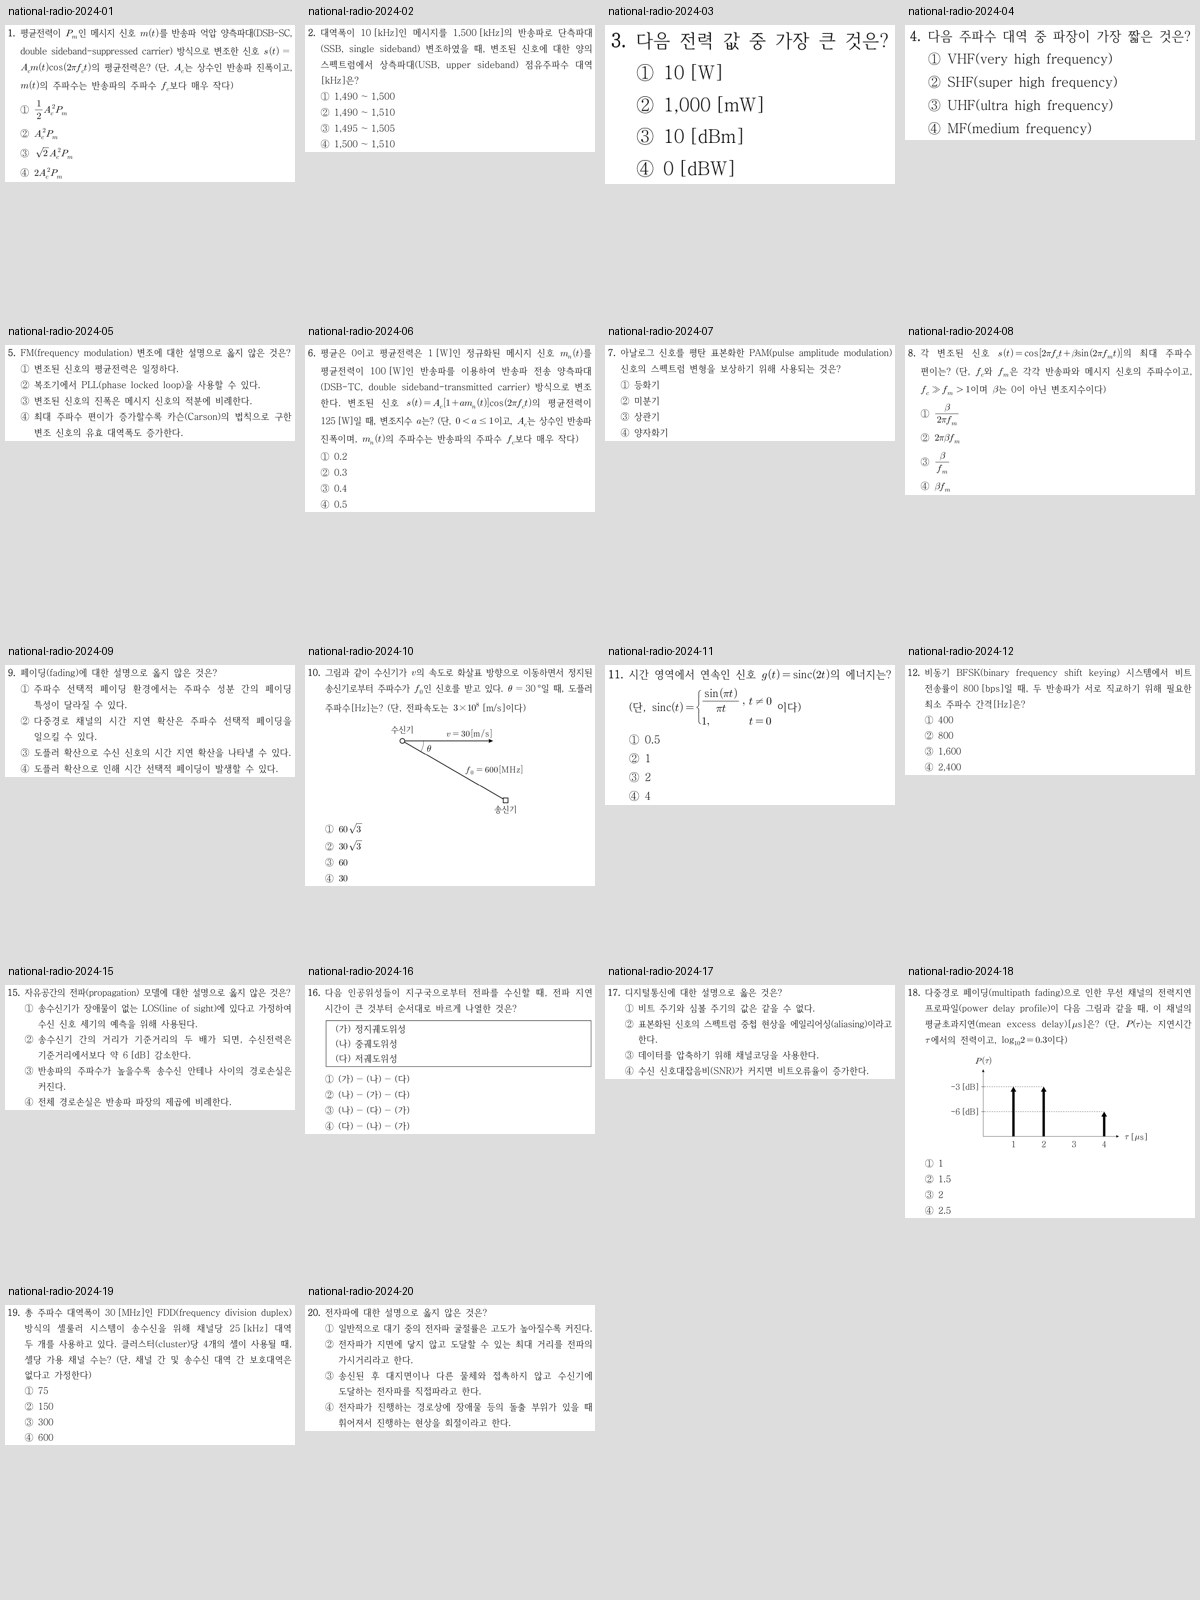 national-radio-2024-01
1. 평균전력이 Pₘ인 메시지 신호 m(t)를 반송파 억압 양측파대(DSB-SC,
double sideband-suppressed carrier) 방식으로 변조한 신호 s(t) =
A꜀m(t)cos(2πf꜀t)의 평균전력은? (단, A꜀는 상수인 반송파 진폭이고,
m(t)의 주파수는 반송파의 주파수 f꜀보다 매우 작다)
① 1/2 A꜀²Pₘ
② A꜀²Pₘ
③ √2 A꜀²Pₘ
④ 2A꜀²Pₘ
national-radio-2024-02
2. 대역폭이 10 [kHz]인 메시지를 1,500 [kHz]의 반송파로 단측파대
(SSB, single sideband) 변조하였을 때, 변조된 신호에 대한 양의
스펙트럼에서 상측파대(USB, upper sideband) 점유주파수 대역
[kHz]은?
① 1,490 ~ 1,500
② 1,490 ~ 1,510
③ 1,495 ~ 1,505
④ 1,500 ~ 1,510
national-radio-2024-03
3. 다음 전력 값 중 가장 큰 것은?
① 10 [W]
② 1,000 [mW]
③ 10 [dBm]
④ 0 [dBW]
national-radio-2024-04
4. 다음 주파수 대역 중 파장이 가장 짧은 것은?
① VHF(very high frequency)
② SHF(super high frequency)
③ UHF(ultra high frequency)
④ MF(medium frequency)
national-radio-2024-05
5. FM(frequency modulation) 변조에 대한 설명으로 옳지 않은 것은?
① 변조된 신호의 평균전력은 일정하다.
② 복조기에서 PLL(phase locked loop)을 사용할 수 있다.
③ 변조된 신호의 진폭은 메시지 신호의 적분에 비례한다.
④ 최대 주파수 편이가 증가할수록 카슨(Carson)의 법칙으로 구한
변조 신호의 유효 대역폭도 증가한다.
national-radio-2024-06
6. 평균은 0이고 평균전력은 1 [W]인 정규화된 메시지 신호 mₙ(t)를
평균전력이 100 [W]인 반송파를 이용하여 반송파 전송 양측파대
(DSB-TC, double sideband-transmitted carrier) 방식으로 변조
한다. 변조된 신호 s(t) = A꜀[1+amₙ(t)]cos(2πf꜀t)의 평균전력이
125 [W]일 때, 변조지수 a는? (단, 0 < a ≤ 1이고, A꜀는 상수인 반송파
진폭이며, mₙ(t)의 주파수는 반송파의 주파수 f꜀보다 매우 작다)
① 0.2
② 0.3
③ 0.4
④ 0.5
national-radio-2024-07
7. 아날로그 신호를 평탄 표본화한 PAM(pulse amplitude modulation)
신호의 스펙트럼 변형을 보상하기 위해 사용되는 것은?
① 등화기
② 미분기
③ 상관기
④ 양자화기
national-radio-2024-08
8. 각 변조된 신호 s(t) = cos[2πf꜀t + βsin(2πfₘt)]의 최대 주파수
편이는? (단, f꜀와 fₘ은 각각 반송파와 메시지 신호의 주파수이고,
f꜀ ≫ fₘ > 1이며 β는 0이 아닌 변조지수이다)
① β/2πfₘ
② 2πβfₘ
③ β/fₘ
④ βfₘ
national-radio-2024-09
9. 페이딩(fading)에 대한 설명으로 옳지 않은 것은?
① 주파수 선택적 페이딩 환경에서는 주파수 성분 간의 페이딩
특성이 달라질 수 있다.
② 다중경로 채널의 시간 지연 확산은 주파수 선택적 페이딩을
일으킬 수 있다.
③ 도플러 확산으로 수신 신호의 시간 지연 확산을 나타낼 수 있다.
④ 도플러 확산으로 인해 시간 선택적 페이딩이 발생할 수 있다.
national-radio-2024-10
10. 그림과 같이 수신기가 v의 속도로 화살표 방향으로 이동하면서 정지된
송신기로부터 주파수가 f₀인 신호를 받고 있다. θ = 30°일 때, 도플러
주파수[Hz]는? (단, 전파속도는 3×10⁸ [m/s]이다)
수신기
v = 30[m/s]
θ
f₀ = 600[MHz]
송신기
① 60√3
② 30√3
③ 60
④ 30
national-radio-2024-11
11. 시간 영역에서 연속인 신호 g(t) = sinc(2t)의 에너지는?
(단, sinc(t) = { sin(πt)/πt , t ≠ 0
1, t = 0 이다)
① 0.5
② 1
③ 2
④ 4
national-radio-2024-12
12. 비동기 BFSK(binary frequency shift keying) 시스템에서 비트
전송률이 800 [bps]일 때, 두 반송파가 서로 직교하기 위해 필요한
최소 주파수 간격[Hz]은?
① 400
② 800
③ 1,600
④ 2,400
national-radio-2024-15
15. 자유공간의 전파(propagation) 모델에 대한 설명으로 옳지 않은 것은?
① 송수신기가 장애물이 없는 LOS(line of sight)에 있다고 가정하여
수신 신호 세기의 예측을 위해 사용된다.
② 송수신기 간의 거리가 기준거리의 두 배가 되면, 수신전력은
기준거리에서보다 약 6 [dB] 감소한다.
③ 반송파의 주파수가 높을수록 송수신 안테나 사이의 경로손실은
커진다.
④ 전체 경로손실은 반송파 파장의 제곱에 비례한다.
national-radio-2024-16
16. 다음 인공위성들이 지구국으로부터 전파를 수신할 때, 전파 지연
시간이 큰 것부터 순서대로 바르게 나열한 것은?
(가) 정지궤도위성
(나) 중궤도위성
(다) 저궤도위성
① (가) - (나) - (다)
② (나) - (가) - (다)
③ (나) - (다) - (가)
④ (다) - (나) - (가)
national-radio-2024-17
17. 디지털통신에 대한 설명으로 옳은 것은?
① 비트 주기와 심볼 주기의 값은 같을 수 없다.
② 표본화된 신호의 스펙트럼 중첩 현상을 에일리어싱(aliasing)이라고
한다.
③ 데이터를 압축하기 위해 채널코딩을 사용한다.
④ 수신 신호대잡음비(SNR)가 커지면 비트오류율이 증가한다.
national-radio-2024-18
18. 다중경로 페이딩(multipath fading)으로 인한 무선 채널의 전력지연
프로파일(power delay profile)이 다음 그림과 같을 때, 이 채널의
평균초과지연(mean excess delay)[μs]은? (단, P(τ)는 지연시간
τ에서의 전력이고, log₁₀2 = 0.3이다)
P(τ)
-3 [dB]
-6 [dB]
1 2 3 4 τ [μs]
① 1
② 1.5
③ 2
④ 2.5
national-radio-2024-19
19. 총 주파수 대역폭이 30 [MHz]인 FDD(frequency division duplex)
방식의 셀룰러 시스템이 송수신을 위해 채널당 25 [kHz] 대역
두 개를 사용하고 있다. 클러스터(cluster)당 4개의 셀이 사용될 때,
셀당 가용 채널 수는? (단, 채널 간 및 송수신 대역 간 보호대역은
없다고 가정한다)
① 75
② 150
③ 300
④ 600
national-radio-2024-20
20. 전자파에 대한 설명으로 옳지 않은 것은?
① 일반적으로 대기 중의 전자파 굴절률은 고도가 높아질수록 커진다.
② 전자파가 지면에 닿지 않고 도달할 수 있는 최대 거리를 전파의
가시거리라고 한다.
③ 송신된 후 대지면이나 다른 물체와 접촉하지 않고 수신기에
도달하는 전자파를 직접파라고 한다.
④ 전자파가 진행하는 경로상에 장애물 등의 돌출 부위가 있을 때
휘어져서 진행하는 현상을 회절이라고 한다.